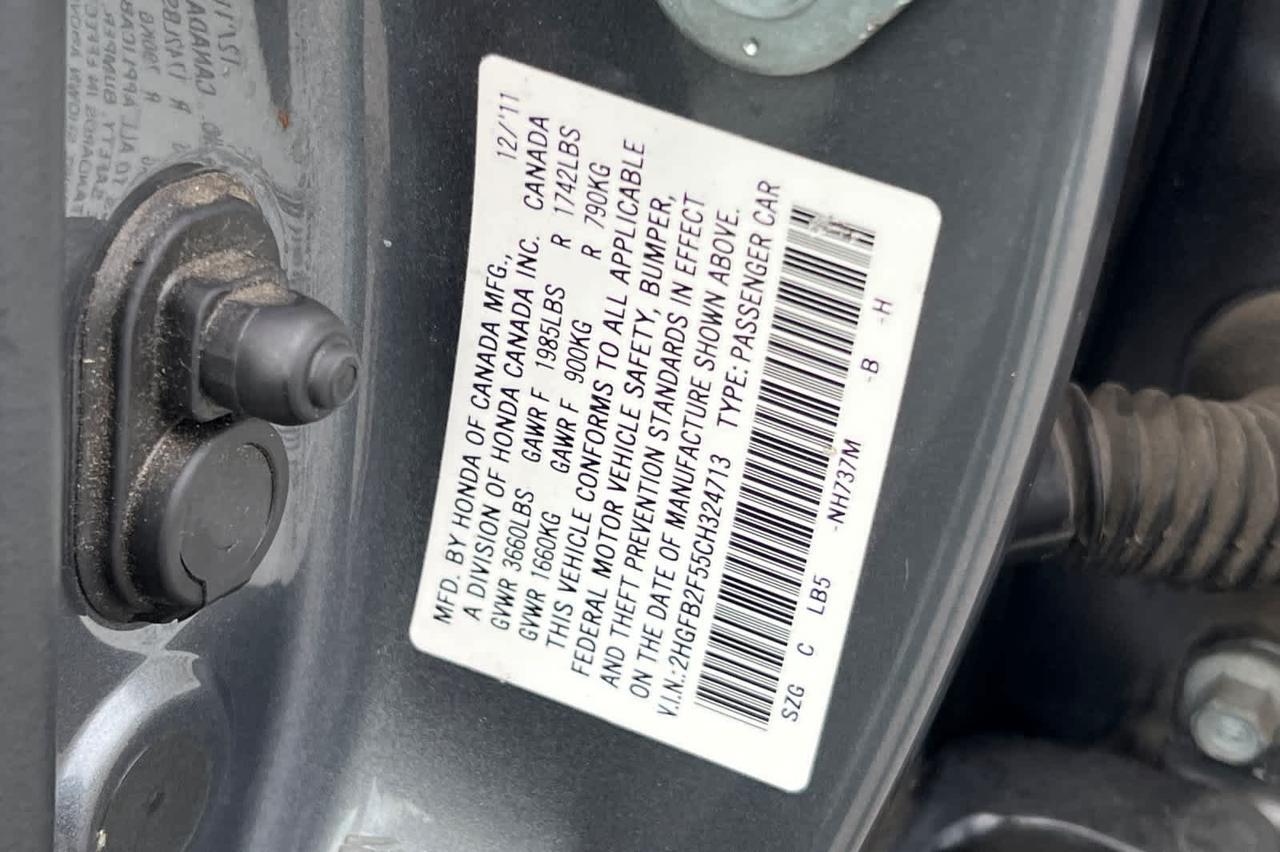 12/'11
MFD. BY HONDA OF CANADA MFG.,
A DIVISION OF HONDA CANADA INC. CANADA
GVWR 3660LBS GAWR F 1985LBS R 1742LBS
GVWR 1660KG GAWR F 900KG R 790KG
THIS VEHICLE CONFORMS TO ALL APPLICABLE
FEDERAL MOTOR VEHICLE SAFETY, BUMPER,
AND THEFT PREVENTION STANDARDS IN EFFECT
ON THE DATE OF MANUFACTURE SHOWN ABOVE.
V.I.N.:2HGFB2F55CH324713 TYPE:PASSENGER CAR
SZG C LB5 -NH737M -B -H